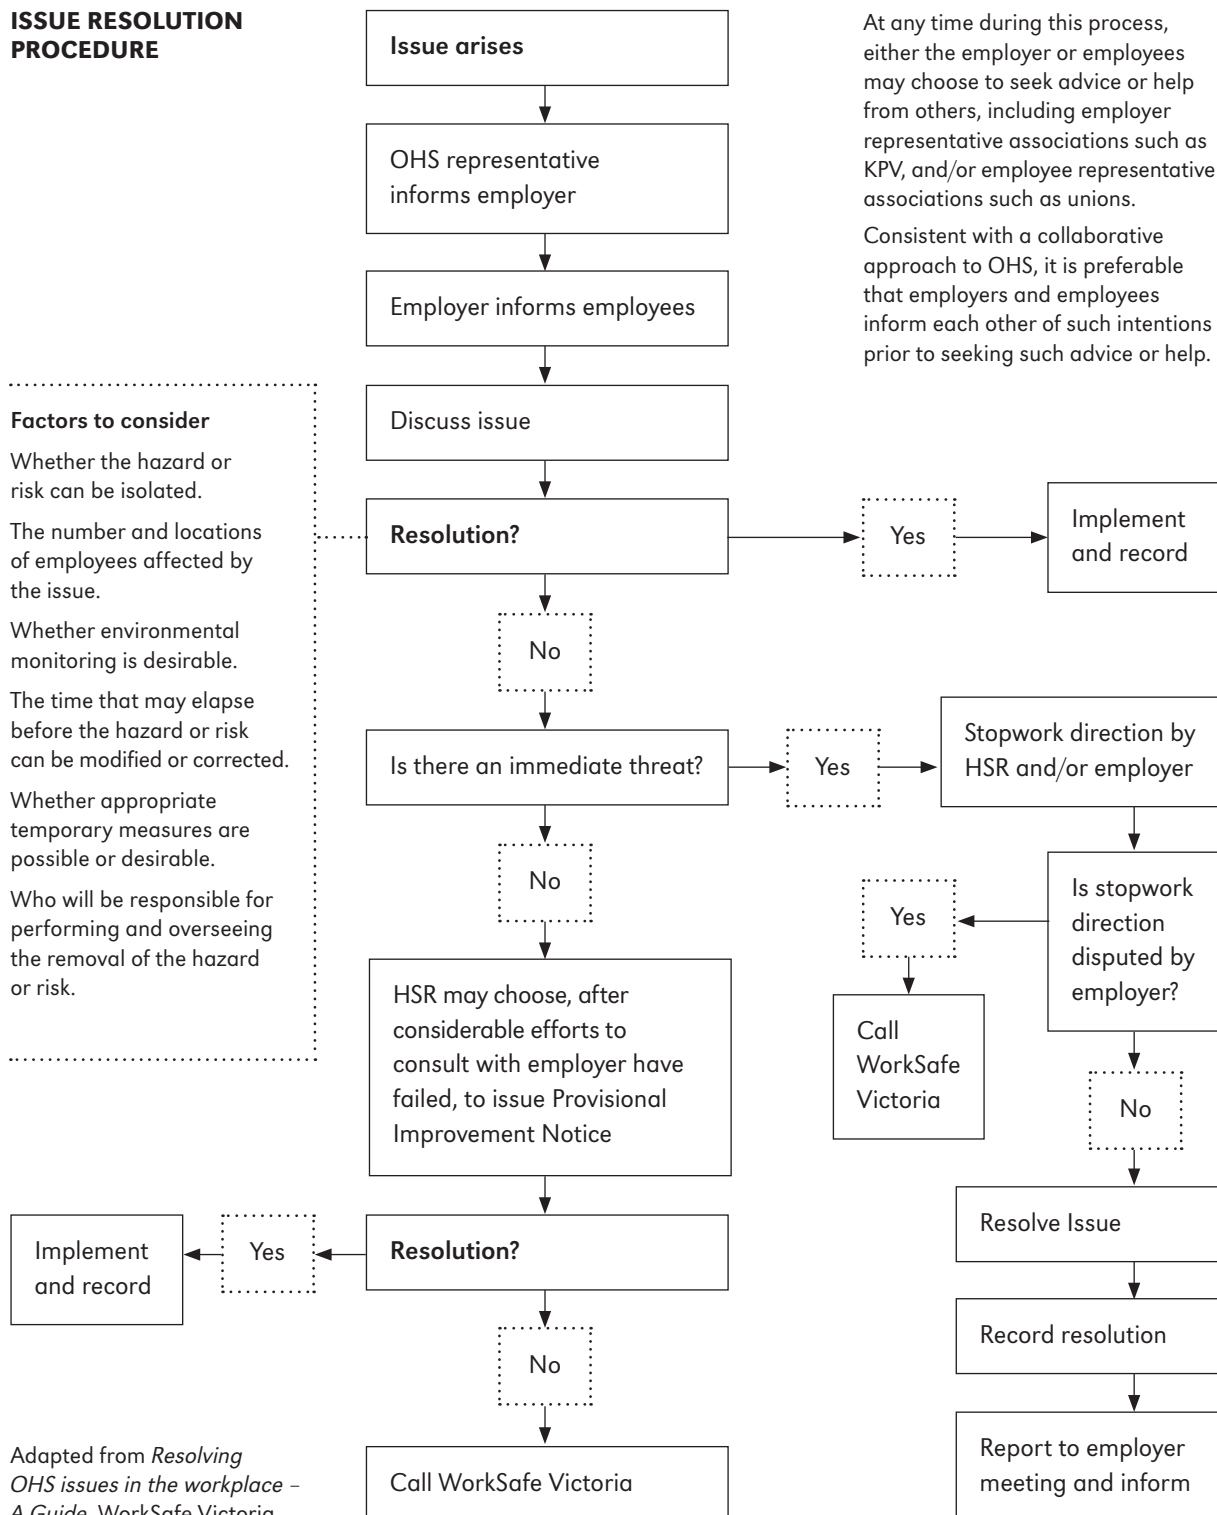 ISSUE RESOLUTION
PROCEDURE
Issue arises
OHS representative
informs employer
Employer informs employees
Discuss issue
Resolution?
Yes
Implement
and record
No
Is there an immediate threat?
Yes
Stopwork direction by
HSR and/or employer
Is stopwork
direction
disputed by
employer?
Yes
Call
WorkSafe
Victoria
No
Resolve Issue
Record resolution
Report to employer
meeting and inform
No
HSR may choose, after
considerable efforts to
consult with employer have
failed, to issue Provisional
Improvement Notice
Resolution?
Yes
Implement
and record
No
Call WorkSafe Victoria
At any time during this process,
either the employer or employees
may choose to seek advice or help
from others, including employer
representative associations such as
KPV, and/or employee representative
associations such as unions.
Consistent with a collaborative
approach to OHS, it is preferable
that employers and employees
inform each other of such intentions
prior to seeking such advice or help.
Factors to consider
Whether the hazard or
risk can be isolated.
The number and locations
of employees affected by
the issue.
Whether environmental
monitoring is desirable.
The time that may elapse
before the hazard or risk
can be modified or corrected.
Whether appropriate
temporary measures are
possible or desirable.
Who will be responsible for
performing and overseeing
the removal of the hazard
or risk.
Adapted from Resolving
OHS issues in the workplace –
A Guide, WorkSafe Victoria